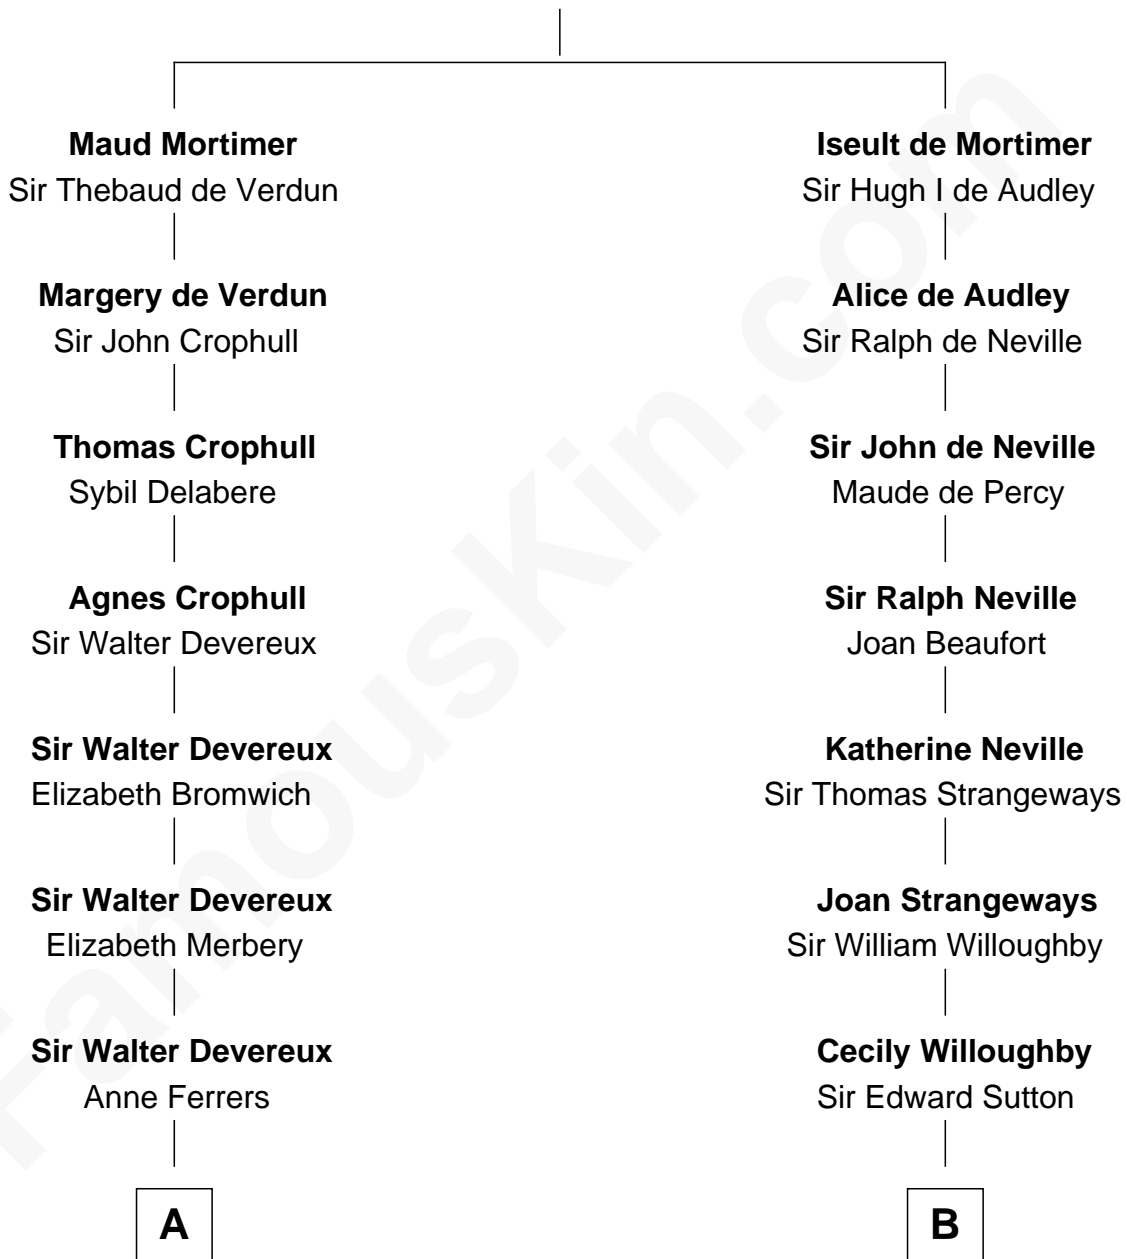 Maud Mortimer
Sir Thebaud de Verdun
Margery de Verdun
Sir John Crophull
Thomas Crophull
Sybil Delabere
Agnes Crophull
Sir Walter Devereux
Sir Walter Devereux
Elizabeth Bromwich
Sir Walter Devereux
Elizabeth Merbery
Sir Walter Devereux
Anne Ferrers
A
Iseult de Mortimer
Sir Hugh I de Audley
Alice de Audley
Sir Ralph de Neville
Sir John de Neville
Maude de Percy
Sir Ralph Neville
Joan Beaufort
Katherine Neville
Sir Thomas Strangeways
Joan Strangeways
Sir William Willoughby
Cecily Willoughby
Sir Edward Sutton
B
FamousKin.com